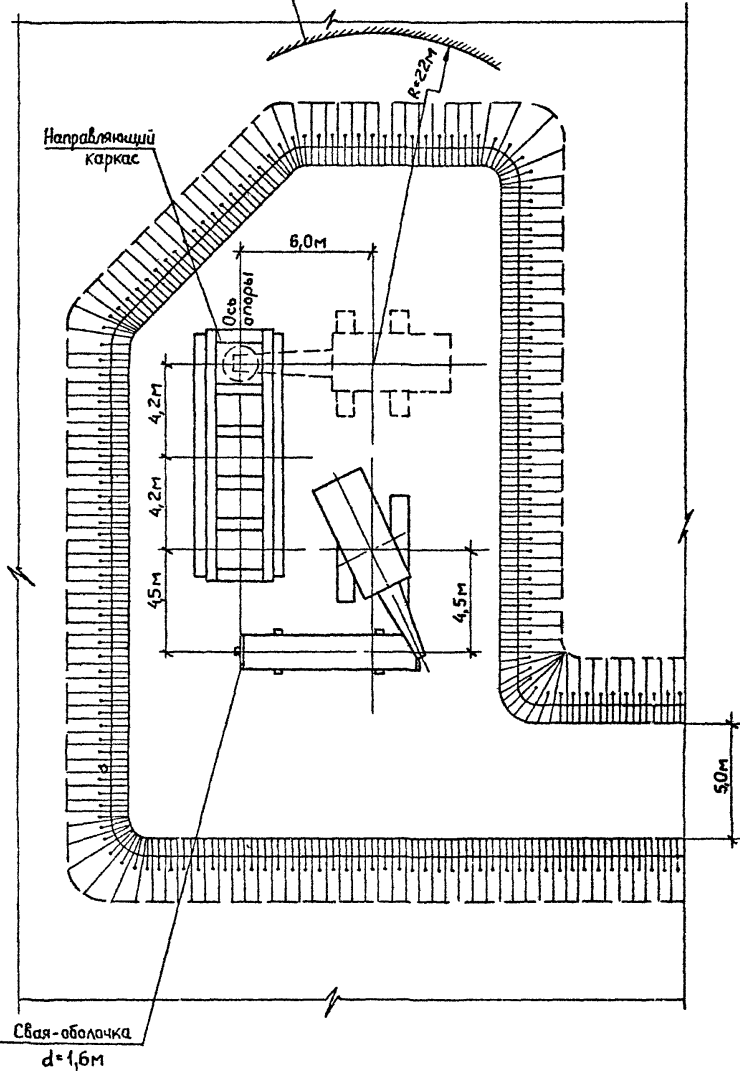 R=22м
Направляющий
каркас
6,0м
Ось
опоры
4,2м
4,2м
4,5м
4,5м
5,0м
Свая-оболочка
d=1,6м